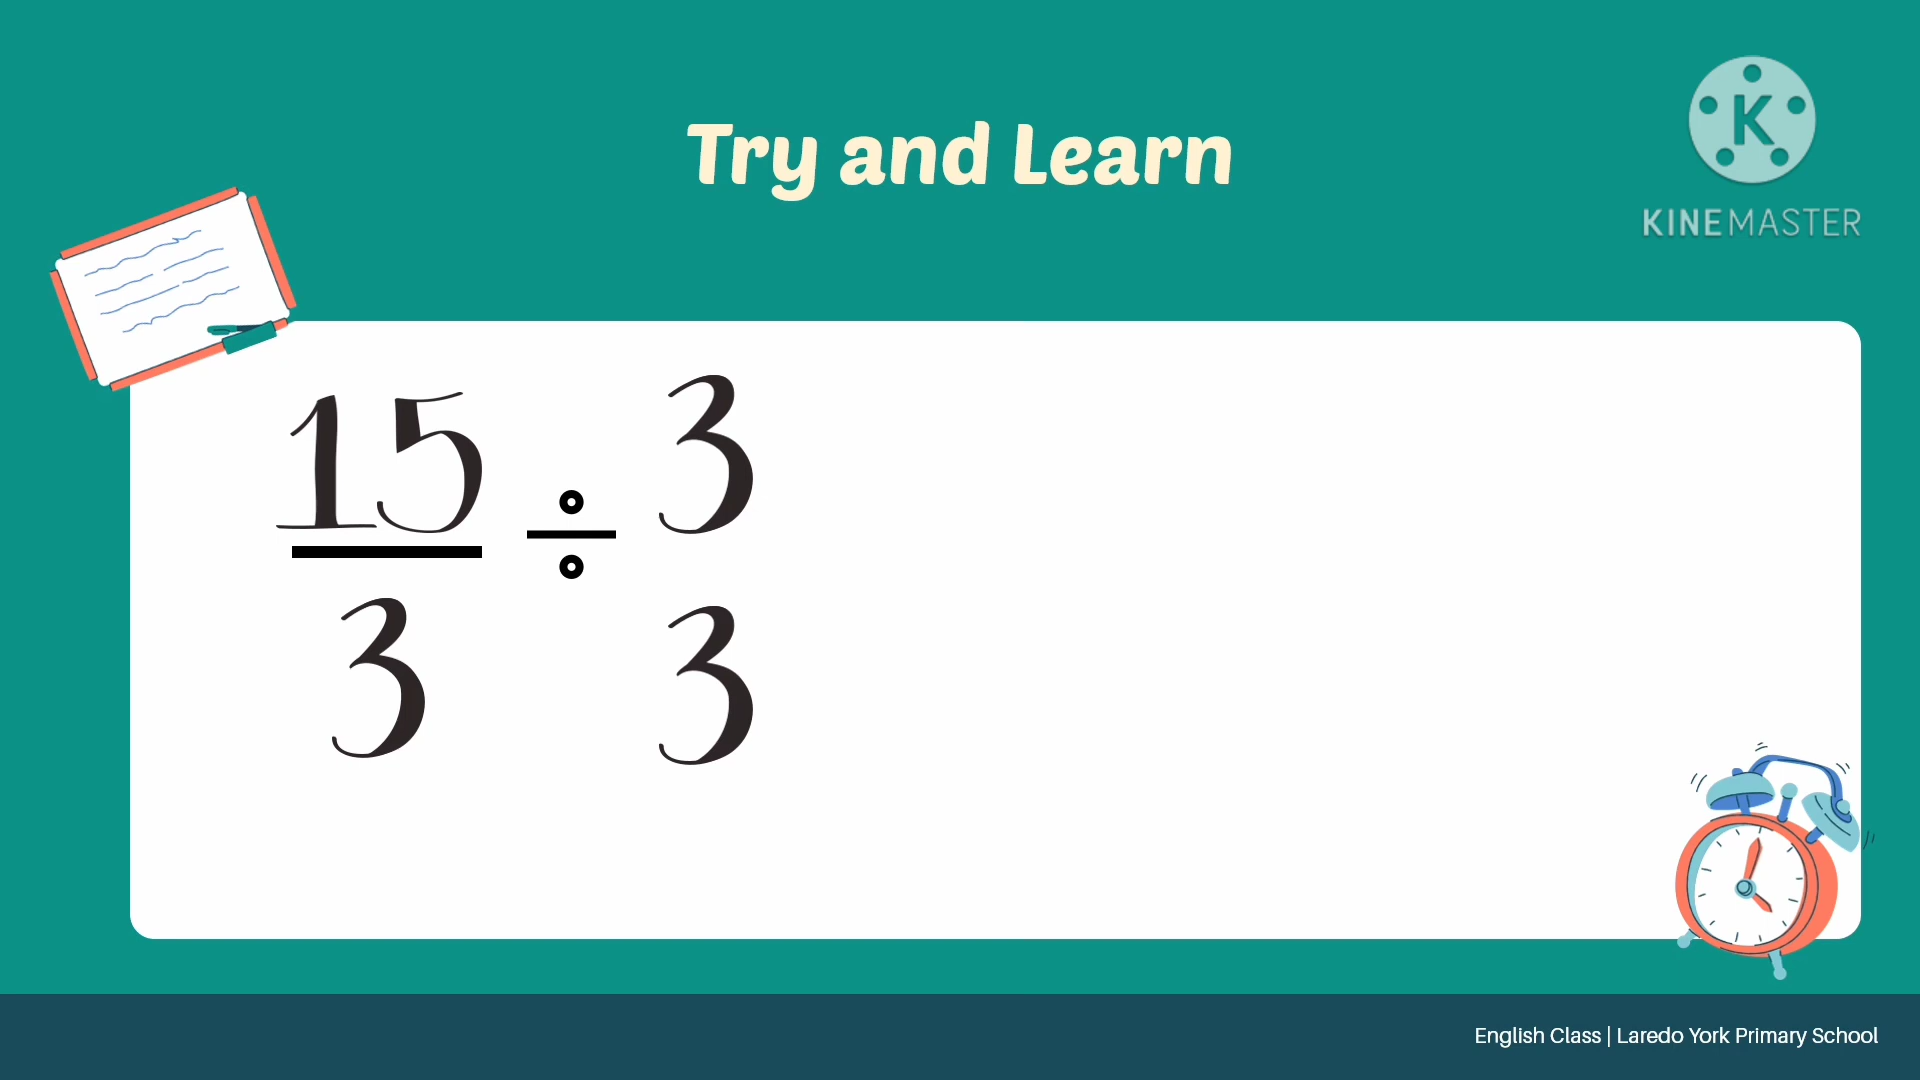 Try and Learn
K
KINEMASTER
15 ÷ 3
3 3
English Class | Laredo York Primary School